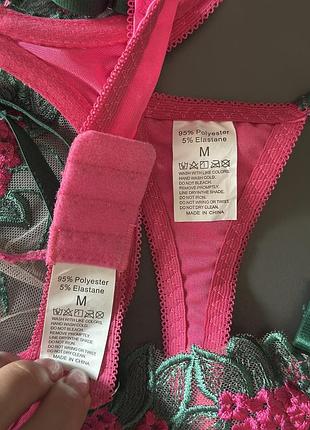 95% Polyester
5% Elastane
M
WASH WITH LIKE COLORS.
HAND WASH COLD.
DO NOT BLEACH.
REMOVE PROMPTLY.
LINE DRY IN THE SHADE.
DO NOT IRON.
DO NOT WRING OR TWIST
DO NOT DRY CLEAN.
MADE IN CHINA
95% Polyester
5% Elastane
M
WASH WITH LIKE COLORS.
HAND WASH COLD.
DO NOT BLEACH.
REMOVE PROMPTLY.
LINE DRY IN THE SHADE.
DO NOT IRON.
DO NOT WRING OR TWIST
DO NOT DRY CLEAN.
MADE IN CHINA